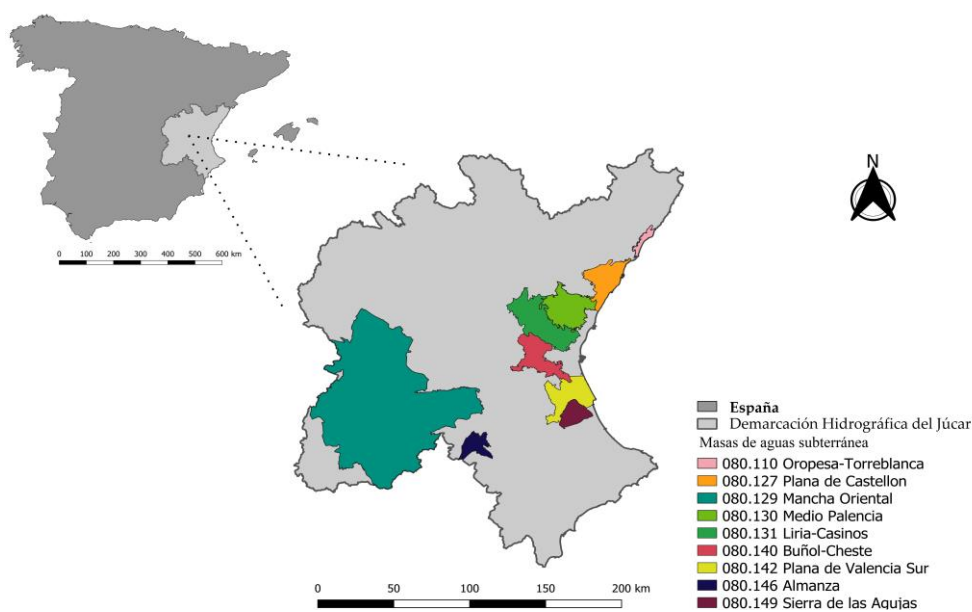 0 100 200 300 400 500 600 km
N
España
Demarcación Hidrográfica del Júcar
Masas de aguas subterránea
080.110 Oropesa-Torreblanca
080.127 Plana de Castellon
080.129 Mancha Oriental
080.130 Medio Palencia
080.131 Liria-Casinos
080.140 Buñol-Cheste
080.142 Plana de Valencia Sur
080.146 Almanza
080.149 Sierra de las Agujas
0 50 100 150 200 km